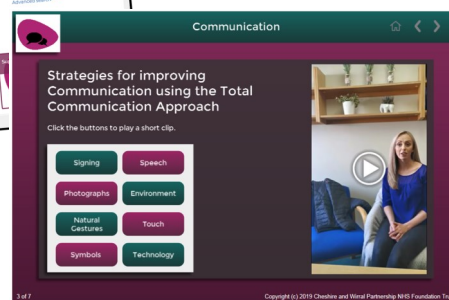 Communication
Strategies for improving
Communication using the Total
Communication Approach
Click the buttons to play a short clip.
Signing
Speech
Photographs
Environment
Natural
Gestures
Touch
Symbols
Technology
3 of 7
Copyright (c) 2019 Cheshire and Wirral Partnership NHS Foundation Tr